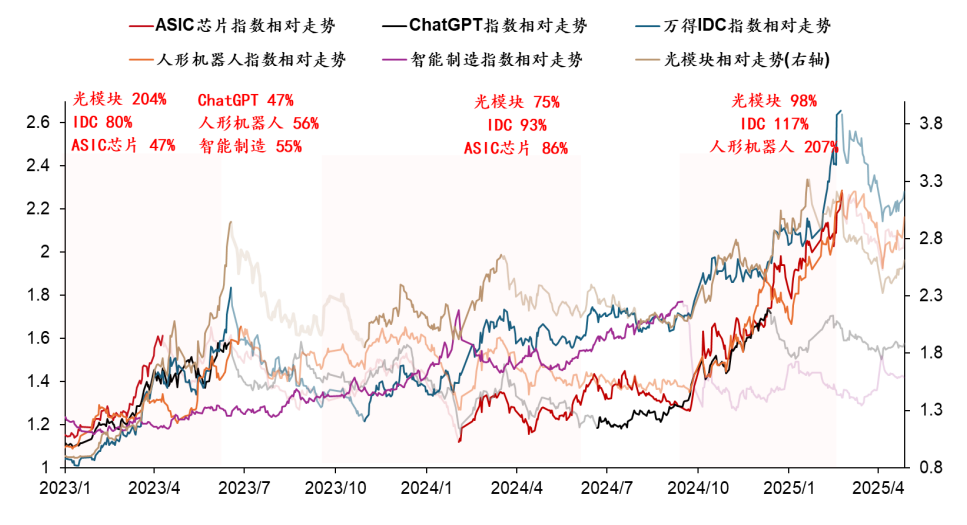 ASIC芯片指数相对走势 ChatGPT指数相对走势 万得IDC指数相对走势
人形机器人指数相对走势 智能制造指数相对走势 光模块相对走势(右轴)
光模块 204% ChatGPT 47% 光模块 75% 光模块 98%
IDC 80% 人形机器人 56% IDC 93% IDC 117%
ASIC芯片 47% 智能制造 55% ASIC芯片 86% 人形机器人 207%
2.6 3.8
2.4
2.2 3.3
2 2.8
1.8 2.3
1.6 1.8
1.4
1.2 1.3
1 0.8
2023/1 2023/4 2023/7 2023/10 2024/1 2024/4 2024/7 2024/10 2025/1 2025/4